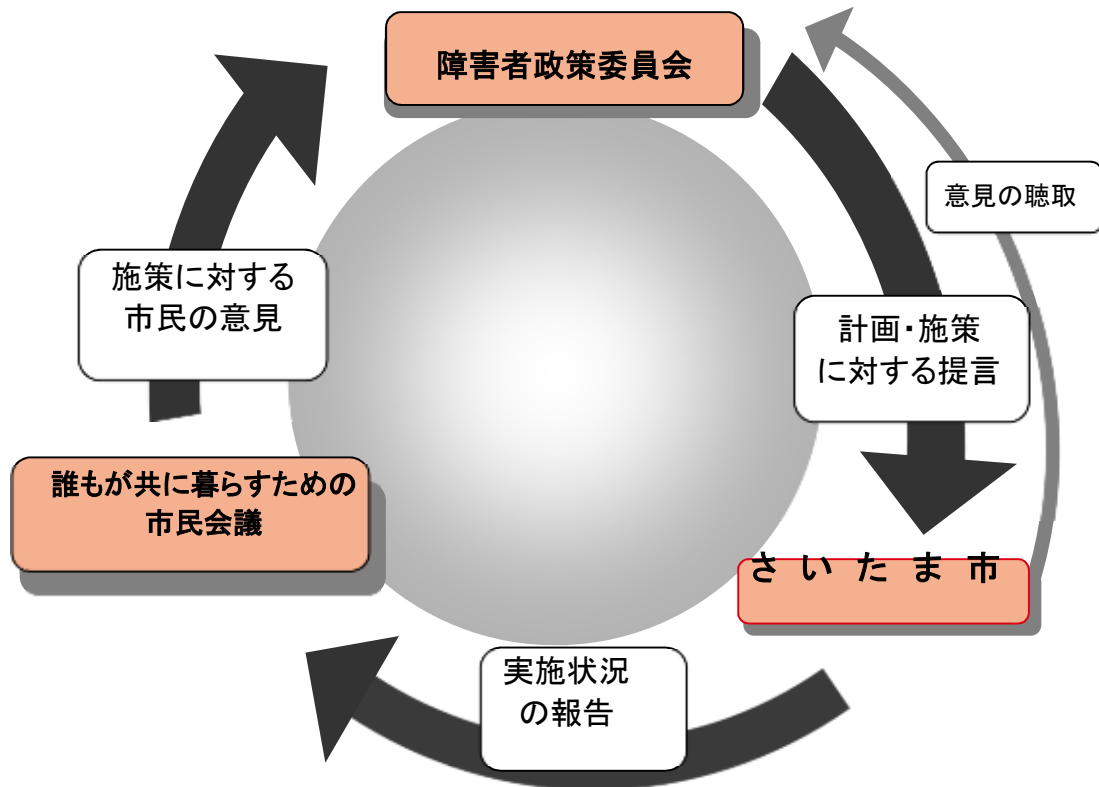 障害者政策委員会
意見の聴取
施策に対する
市民の意見
計画・施策
に対する提言
誰もが共に暮らすための
市民会議
さいたま市
実施状況
の報告